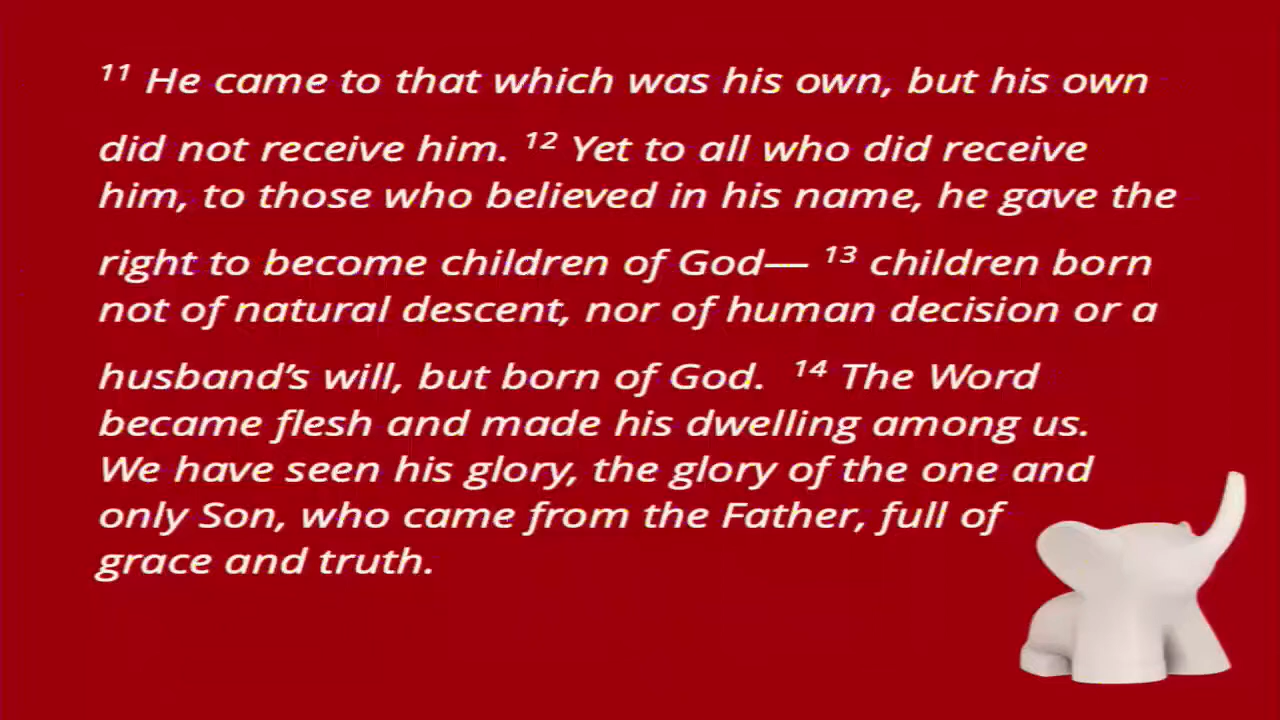 ¹¹ He came to that which was his own, but his own
did not receive him. ¹² Yet to all who did receive
him, to those who believed in his name, he gave the
right to become children of God— ¹³ children born
not of natural descent, nor of human decision or a
husband’s will, but born of God. ¹⁴ The Word
became flesh and made his dwelling among us.
We have seen his glory, the glory of the one and
only Son, who came from the Father, full of
grace and truth.